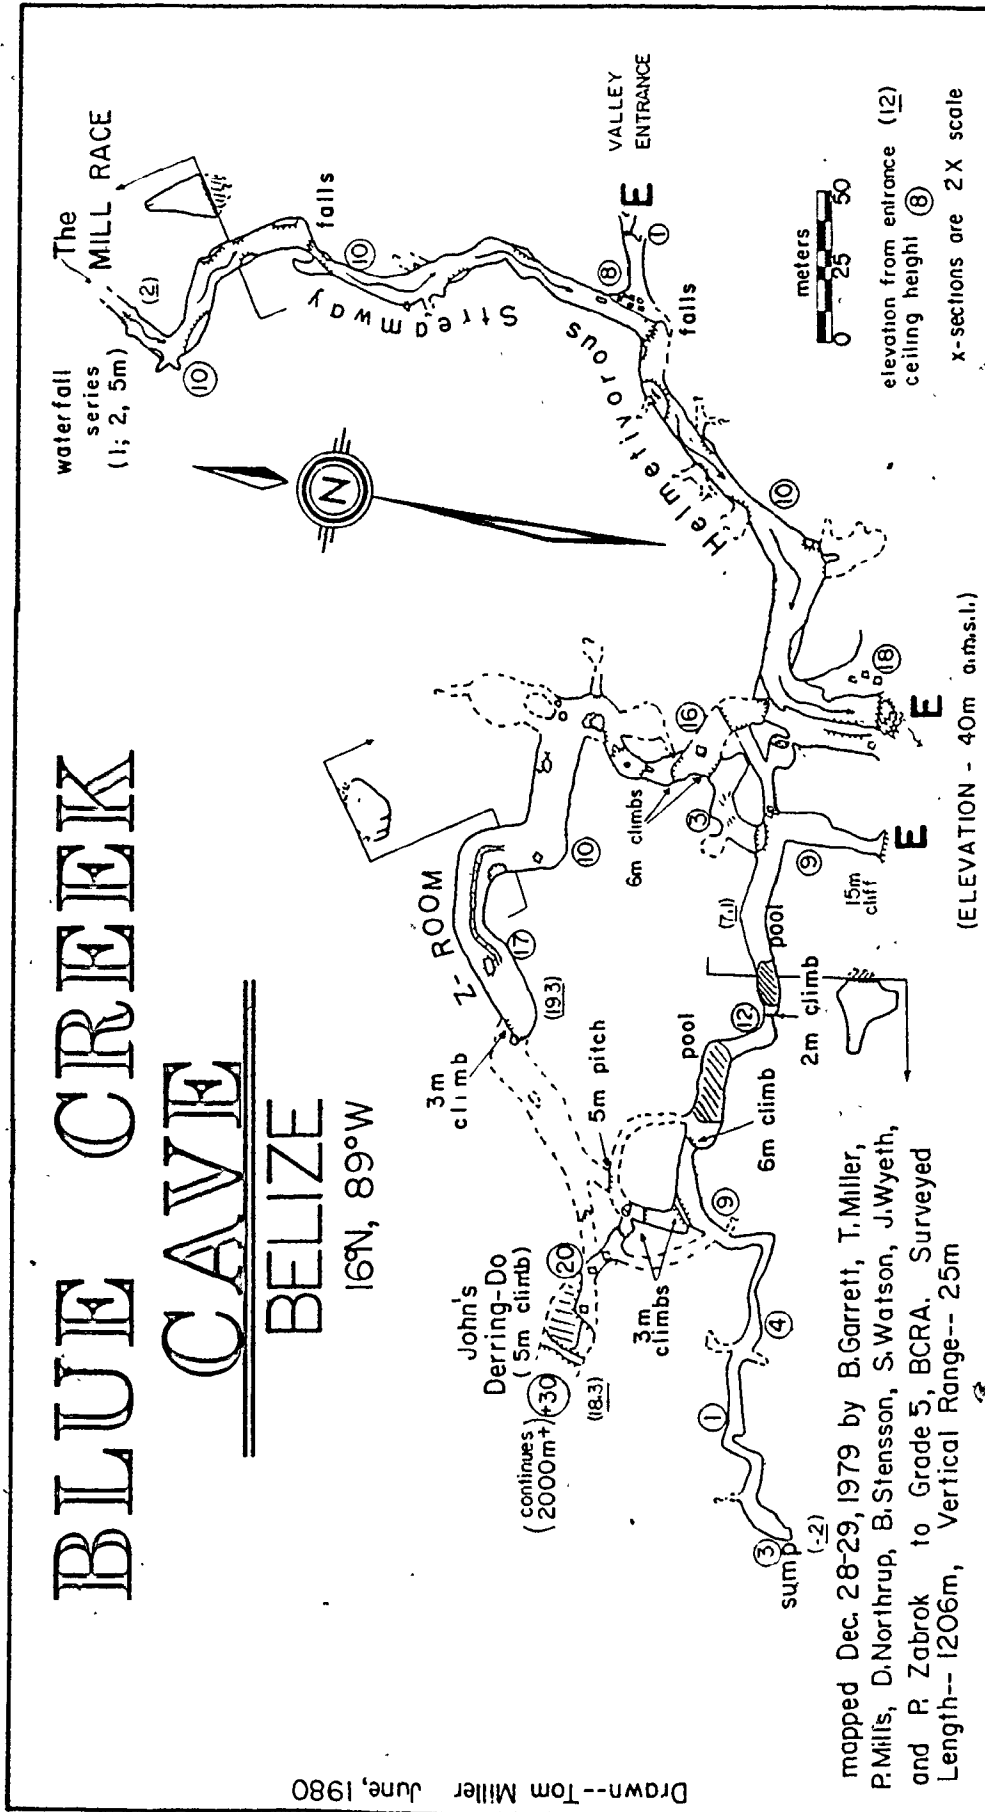 BLUE CREEK
CAVE
BELIZE
16°N, 89°W
The
MILL RACE
waterfall
series
(1; 2, 5m)
(2)
10
falls
10
Helmetivorous Streamway
8
VALLEY
ENTRANCE
E
1
falls
N
10
meters
0 25 50
elevation from entrance (12)
ceiling height 8
x-sections are 2X scale
18
E
16
6m climbs
3
10
Z-ROOM
17
(19.3)
3m
climb
9
E
15m
cliff
(ELEVATION - 40m a.m.s.l.)
(7.1)
pool
12
2m climb
pool
6m climb
5m pitch
John's
Derring-Do
(5m climb)
20
(continues
2000m+)
+30
(18.3)
3m
climbs
9
4
1
3
sump
(-2)
mapped Dec. 28-29, 1979 by B.Garrett, T.Miller,
P.Mills, D.Northrup, B.Stensson, S.Watson, J.Wyeth,
and P. Zabrok to Grade 5, BCRA. Surveyed
Length-- 1206m, Vertical Range-- 25m
Drawn--Tom Miller June, 1980